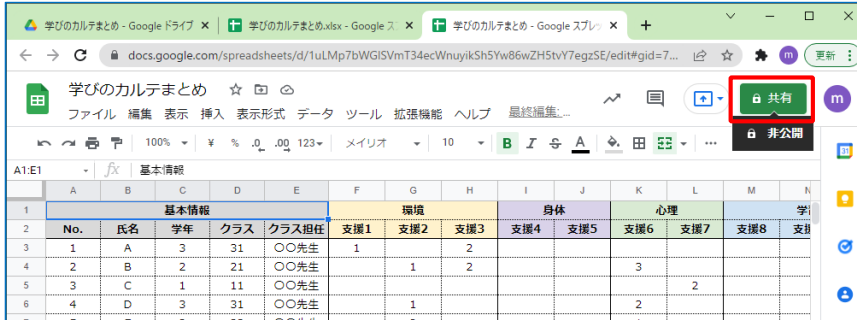 学びのカルテまとめ - Google ドライブ × 学びのカルテまとめ.xlsx - Google ス × 学びのカルテまとめ - Google スプレッ × +
docs.google.com/spreadsheets/d/1uLMp7bWGlSVmT34ecWnuyikSh5Yw86wZH5tvY7egzSE/edit#gid=7... m 更新
学びのカルテまとめ
共有 m
ファイル 編集 表示 挿入 表示形式 データ ツール 拡張機能 ヘルプ 最終編集:...
非公開
100% ¥ % .0 .00 123 メイリオ 10 B I S A ...
31
A1:E1 fx 基本情報
A B C D E F G H I J K L M N
1 基本情報 環境 身体 心理
2 No. 氏名 学年 クラス クラス担任 支援1 支援2 支援3 支援4 支援5 支援6 支援7 支援8
3 1 A 3 31 〇〇先生 1 2
4 2 B 2 21 〇〇先生 1 2 3
5 3 C 1 11 〇〇先生 2
6 4 D 3 31 〇〇先生 1 2